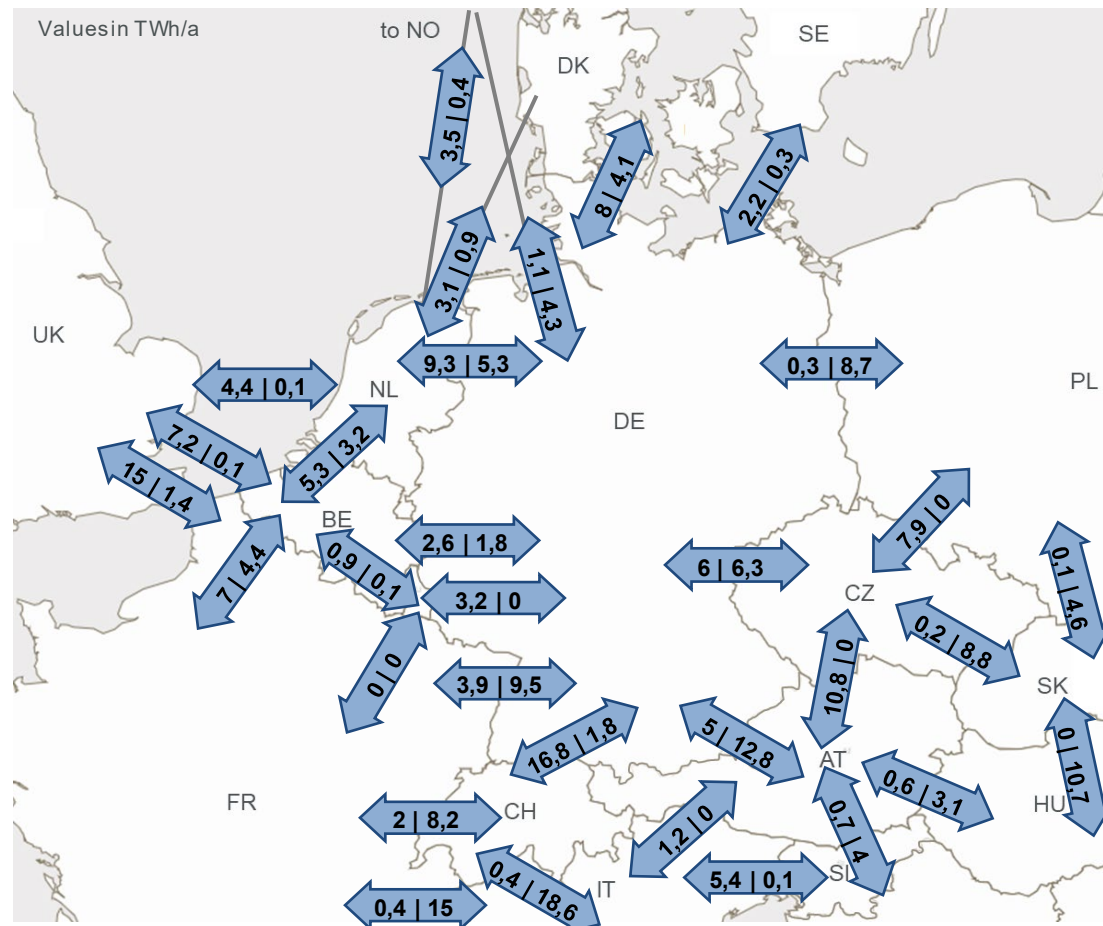 Values in TWh/a
to NO
SE
DK
3,5 | 0,4
8 | 4,1
2,2 | 0,3
3,1 | 0,9
1,1 | 4,3
UK
9,3 | 5,3
0,3 | 8,7
4,4 | 0,1
NL
PL
DE
7,2 | 0,1
5,3 | 3,2
15 | 1,4
BE
7,9 | 0
2,6 | 1,8
0,9 | 0,1
6 | 6,3
7 | 4,4
CZ
0,1 | 4,6
3,2 | 0
0,2 | 8,8
0 | 0
3,9 | 9,5
10,8 | 0
SK
16,8 | 1,8
5 | 12,8
AT
0 | 10,7
0,6 | 3,1
FR
HU
2 | 8,2
CH
1,2 | 0
0,7 | 4
0,4 | 18,6
IT
5,4 | 0,1
SI
0,4 | 15